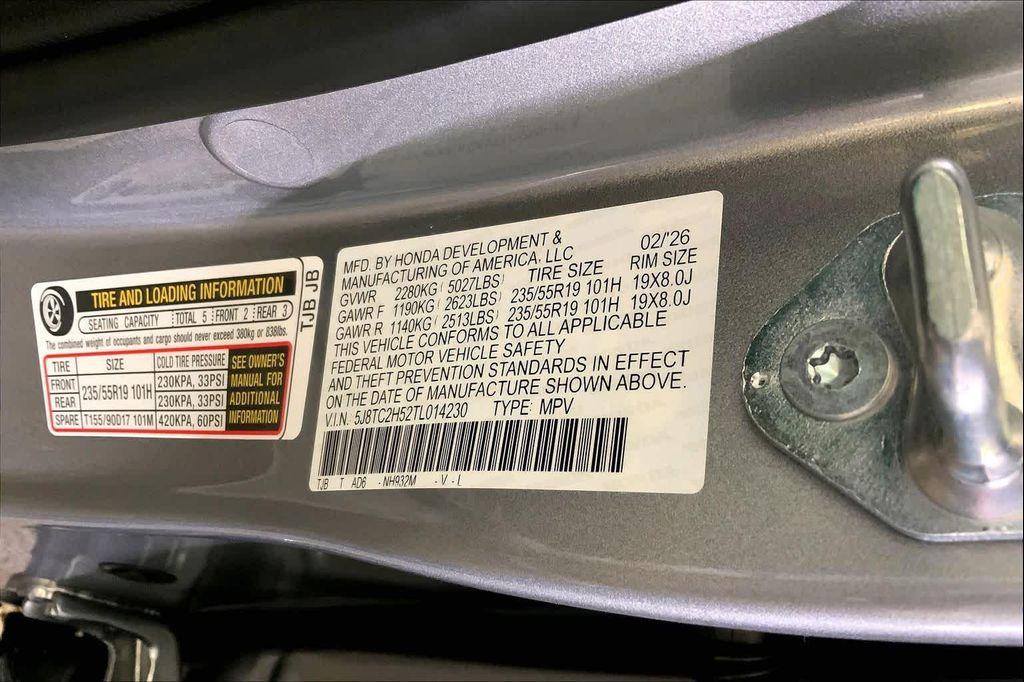 TIRE AND LOADING INFORMATION
SEATING CAPACITY TOTAL 5 FRONT 2 REAR 3
The combined weight of occupants and cargo should never exceed 380kg or 838lbs.
TIRE SIZE COLD TIRE PRESSURE
FRONT 235/55R19 101H 230KPA, 33PSI
REAR 230KPA, 33PSI
SPARE T155/90D17 101M 420KPA, 60PSI
SEE OWNER'S
MANUAL FOR
ADDITIONAL
INFORMATION
TJB JB
MFD. BY HONDA DEVELOPMENT & 02/'26
MANUFACTURING OF AMERICA, LLC
GVWR 2280KG (5027LBS) TIRE SIZE RIM SIZE
GAWR F 1190KG (2623LBS) 235/55R19 101H 19X8.0J
GAWR R 1140KG (2513LBS) 235/55R19 101H 19X8.0J
THIS VEHICLE CONFORMS TO ALL APPLICABLE
FEDERAL MOTOR VEHICLE SAFETY
AND THEFT PREVENTION STANDARDS IN EFFECT
ON THE DATE OF MANUFACTURE SHOWN ABOVE.
V.I.N. 5J8TC2H52TL014230 TYPE: MPV
TJB T AD6 -NH932M -V-L